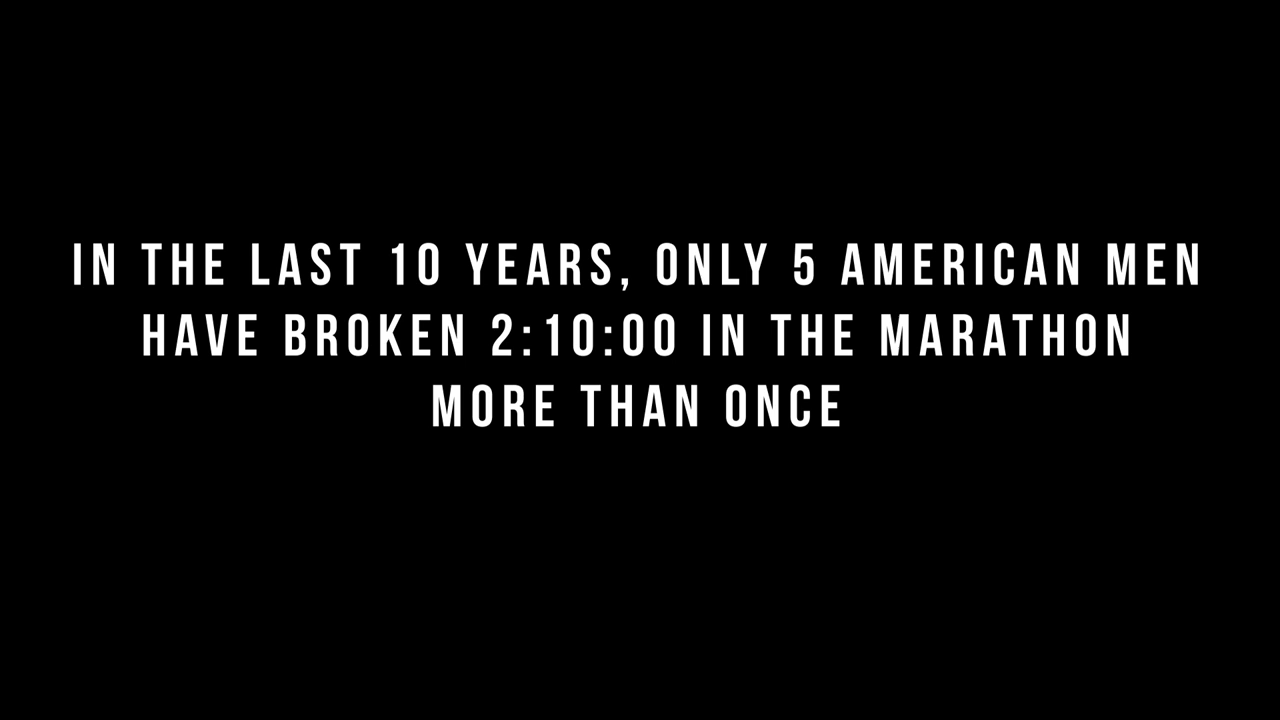 IN THE LAST 10 YEARS, ONLY 5 AMERICAN MEN
HAVE BROKEN 2:10:00 IN THE MARATHON
MORE THAN ONCE